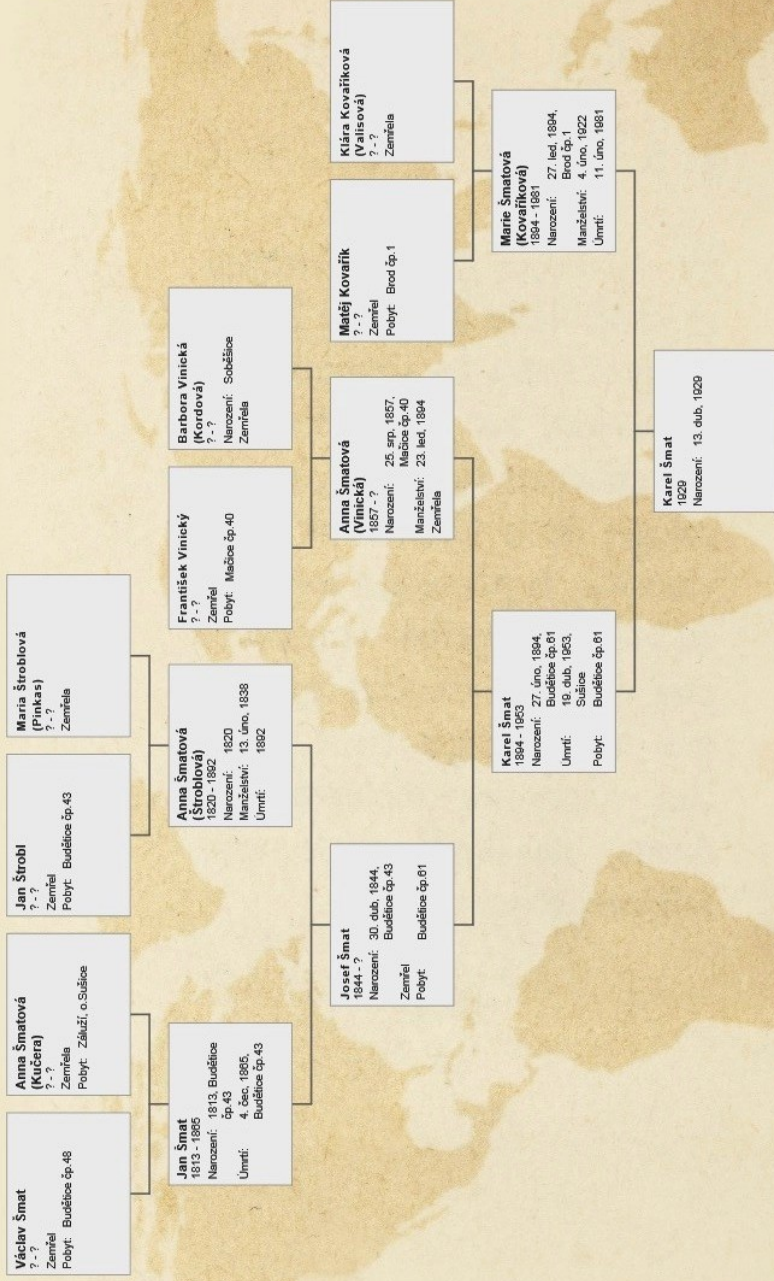 Václav Šmat
? - ?
Zemřel
Pobyt: Budětice čp.48
Anna Šmatová
(Kučera)
? - ?
Zemřela
Pobyt: Záluží, o.Sušice
Jan Štrobl
? - ?
Zemřel
Pobyt: Budětice čp.43
Maria Štroblová
(Pinkas)
? - ?
Zemřela
Jan Šmat
1813 - 1865
Narození: 1813, Budětice
čp.43
Úmrtí: 4. čec, 1865,
Budětice čp.43
Anna Šmatová
(Štroblová)
1820 - 1892
Narození: 1820
Manželství: 13. úno, 1838
Úmrtí: 1892
František Vinický
? - ?
Zemřel
Pobyt: Mačice čp.40
Barbora Vinická
(Kordová)
? - ?
Narození: Soběšice
Zemřela
Josef Šmat
1844 - ?
Narození: 30. dub, 1844,
Budětice čp.43
Zemřel
Pobyt: Budětice čp.61
Anna Šmatová
(Vinická)
1857 - ?
Narození: 25. srp, 1857,
Mačice čp.40
Manželství: 23. led, 1894
Zemřela
Matěj Kovařík
? - ?
Zemřel
Pobyt: Brod čp.1
Klára Kovaříková
(Valisová)
? - ?
Zemřela
Karel Šmat
1894 - 1953
Narození: 27. úno, 1894,
Budětice čp.61
Úmrtí: 19. dub, 1953,
Sušice
Pobyt: Budětice čp.61
Marie Šmatová
(Kovaříková)
1894 - 1981
Narození: 27. led, 1894,
Brod čp.1
Manželství: 4. úno, 1922
Úmrtí: 11. úno, 1981
Karel Šmat
1929
Narození: 13. dub, 1929